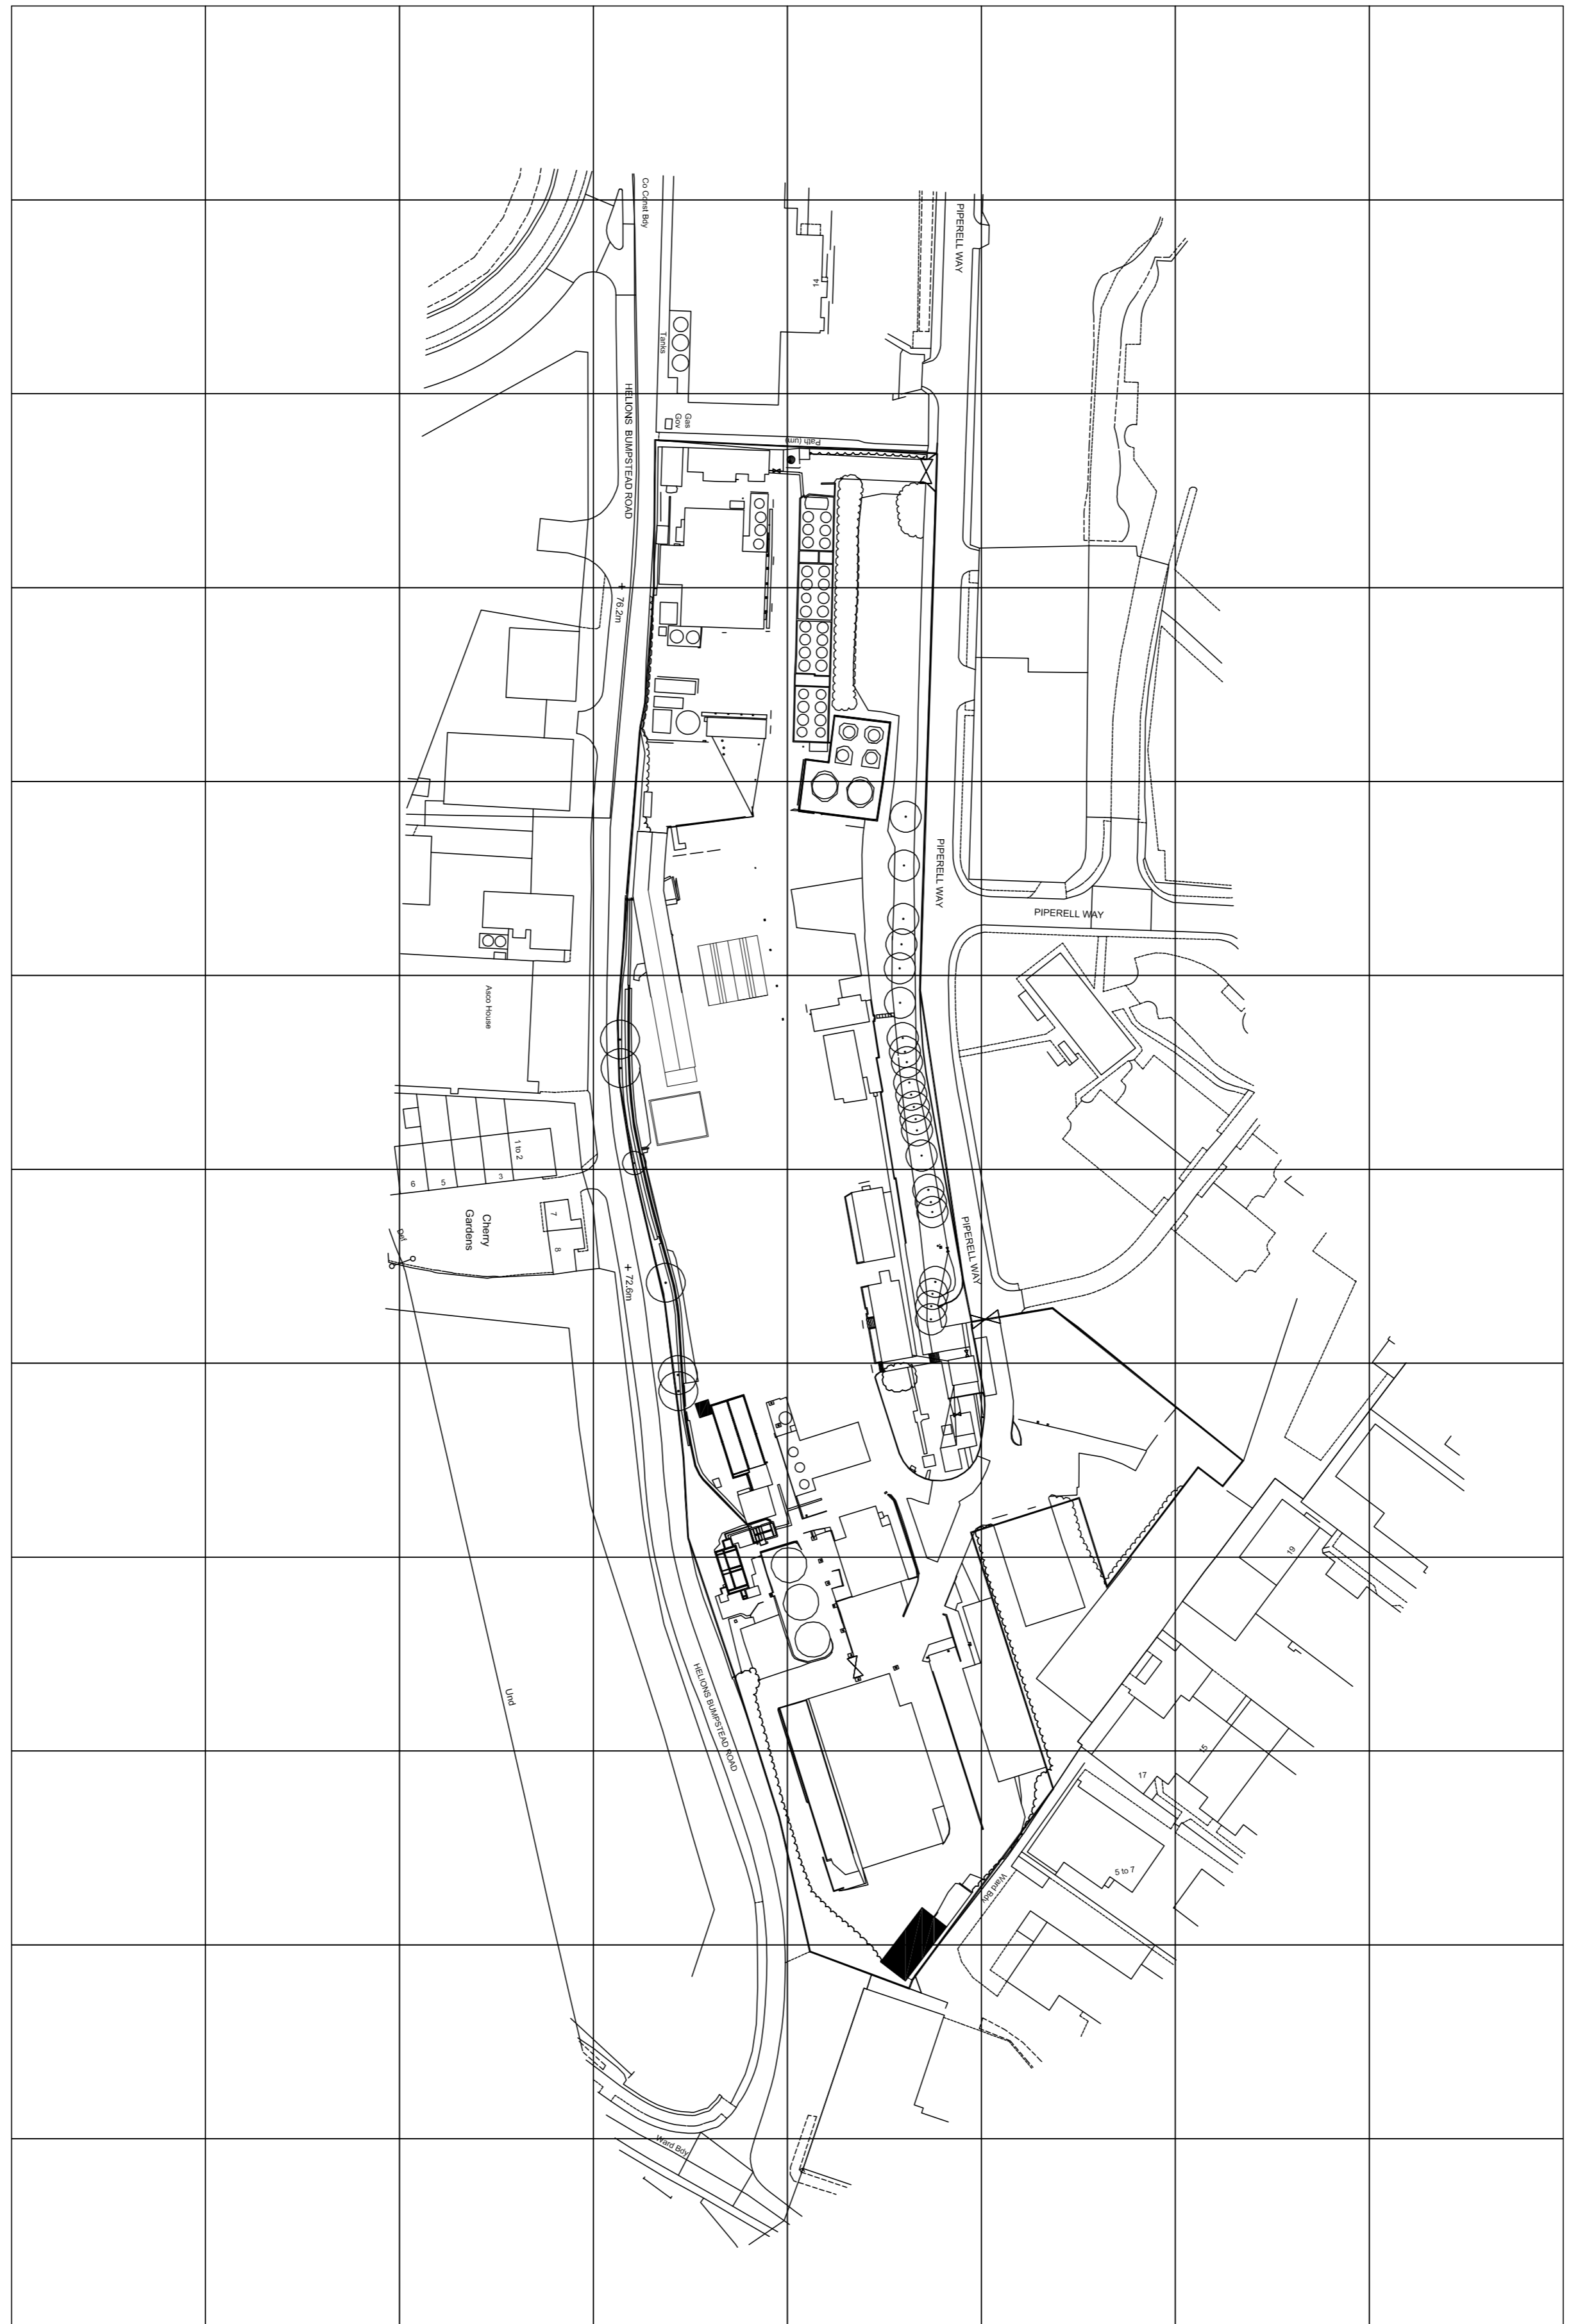 Co Const Bdy
PIPERELL WAY
14
Tanks
HELIONS BUMPSTEAD ROAD
Gas
Gov
Path (um)
+ 76.2m
PIPERELL WAY
PIPERELL WAY
Asco House
1 to 2
3
5
6
7
8
Cherry
Gardens
Def
PIPERELL WAY
+ 72.6m
19
HELIONS BUMPSTEAD ROAD
Und
15
17
5 to 7
Ward Bdy
Ward Bdy